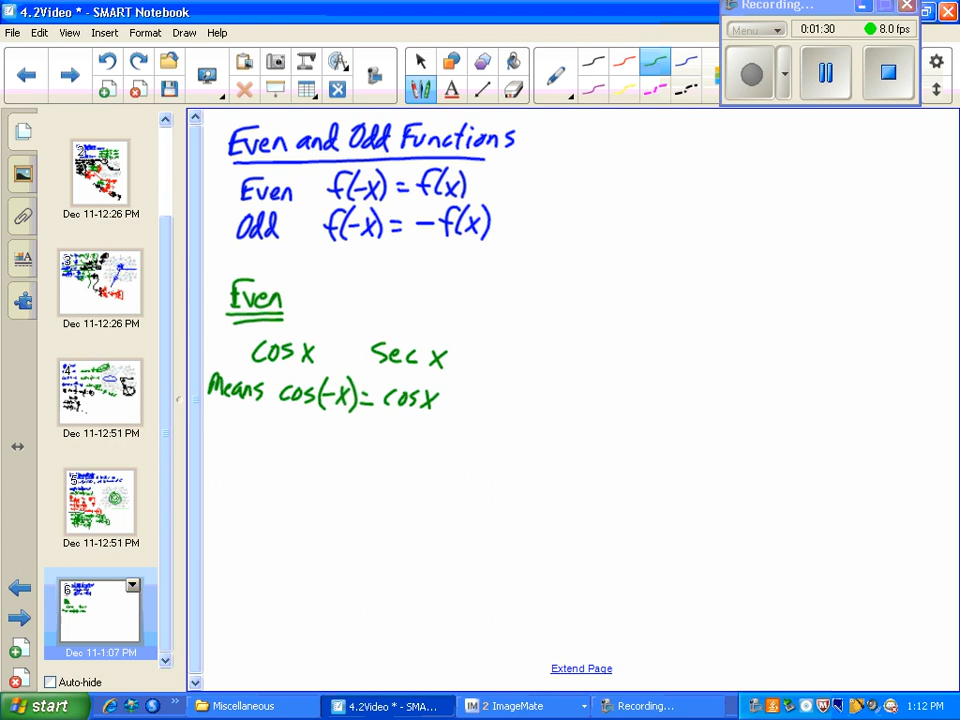 4.2Video * - SMART Notebook
Recording...
File Edit View Insert Format Draw Help
Menu 0:01:30 8.0 fps
Even and Odd Functions
Even f(-x) = f(x)
Odd f(-x) = -f(x)
Even
cos x sec x
Means cos(-x) = cos x
Dec 11-12:26 PM
Dec 11-12:26 PM
Dec 11-12:51 PM
Dec 11-12:51 PM
Dec 11-1:07 PM
Auto-hide
Extend Page
start Miscellaneous 4.2Video * - SMA... 2 ImageMate Recording... 1:12 PM